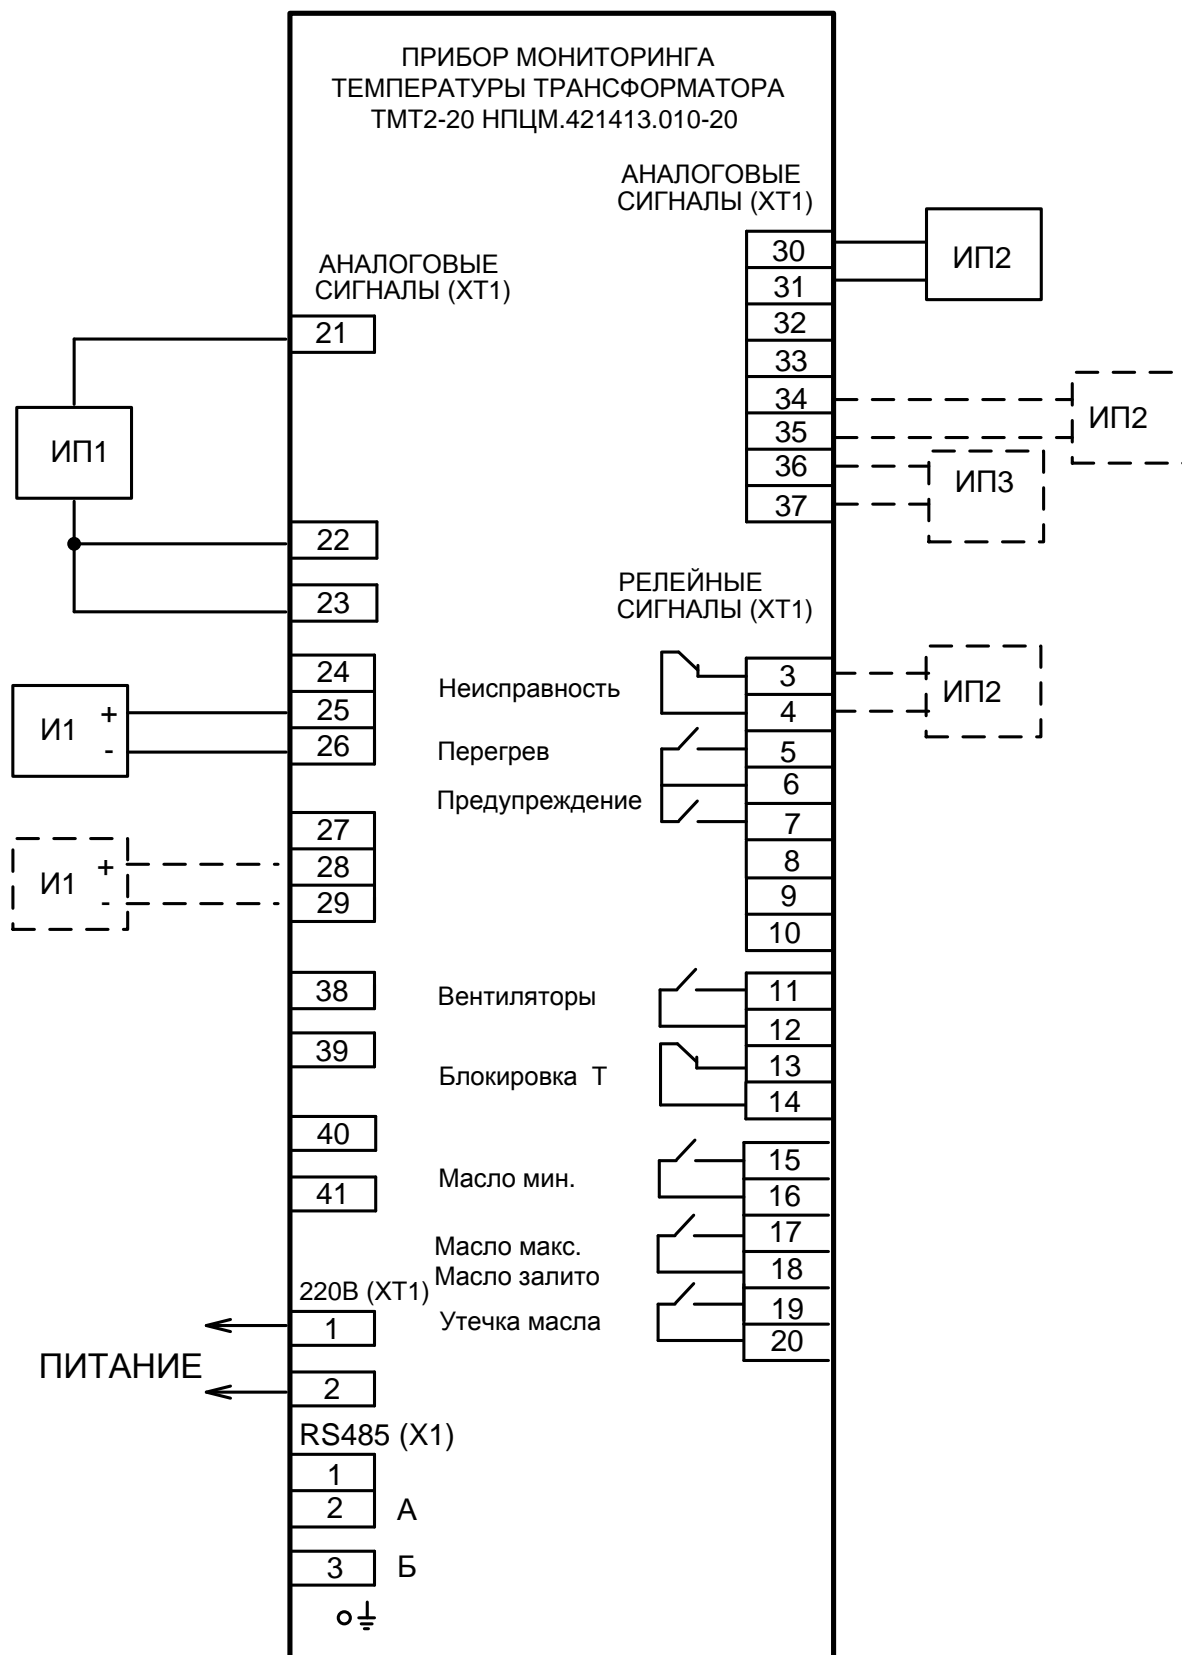 ПРИБОР МОНИТОРИНГА
ТЕМПЕРАТУРЫ ТРАНСФОРМАТОРА
ТМТ2-20 НПЦМ.421413.010-20
АНАЛОГОВЫЕ
СИГНАЛЫ (XT1)
21
ИП1
22
23
24
25
26
И1
+
-
27
28
29
И1
+
-
38
39
40
41
220В (XT1)
1
2
ПИТАНИЕ
RS485 (X1)
1
2
А
3
Б
АНАЛОГОВЫЕ
СИГНАЛЫ (XT1)
30
31
32
33
34
35
36
37
ИП2
ИП2
ИП3
РЕЛЕЙНЫЕ
СИГНАЛЫ (XT1)
Неисправность
3
4
ИП2
Перегрев
5
6
Предупреждение
7
8
9
10
Вентиляторы
11
12
Блокировка Т
13
14
Масло мин.
15
16
Масло макс.
Масло залито
17
18
Утечка масла
19
20